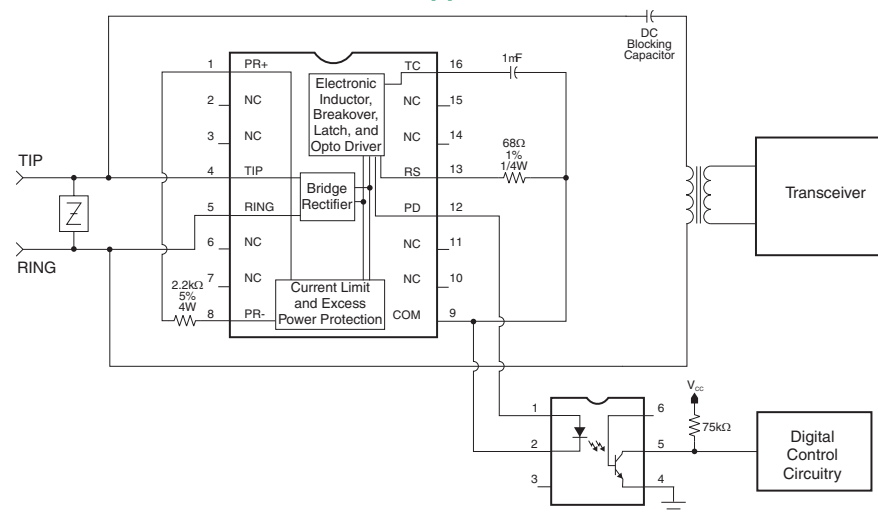 DC
Blocking
Capacitor
1 PR+
TC 16
1mF
2 NC
NC 15
3 NC
NC 14
Electronic
Inductor,
Breakover,
Latch, and
Opto Driver
68Ω
1%
1/4W
TIP
4 TIP
RS 13
Bridge
Rectifier
5 RING
PD 12
Transceiver
6 NC
NC 11
RING
7 NC
NC 10
2.2kΩ
5%
4W
Current Limit
and Excess
Power Protection
8 PR-
COM 9
Vcc
1
6
75kΩ
2
5
3
4
Digital
Control
Circuitry